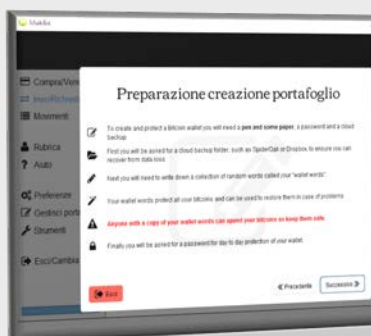 MultiBit
Compra/Vend
Invio/Richiest
Movimenti
Rubrica
Aiuto
Preferenze
Gestisci porta
Strumenti
Esci/Cambia
Preparazione creazione portafoglio
To create and protect a Bitcoin wallet you will need a pen and some paper, a password and a cloud
backup.
First you will be asked for a cloud backup folder, such as SpiderOak or Dropbox, to ensure you can
recover from data loss.
Next you will need to write down a collection of random words called your "wallet words".
Your wallet words protect all your bitcoins and can be used to restore them in case of problems.
Anyone with a copy of your wallet words can spend your bitcoins so keep them safe.
Finally you will be asked for a password for day to day protection of your wallet.
Esci
Precedente
Successivo